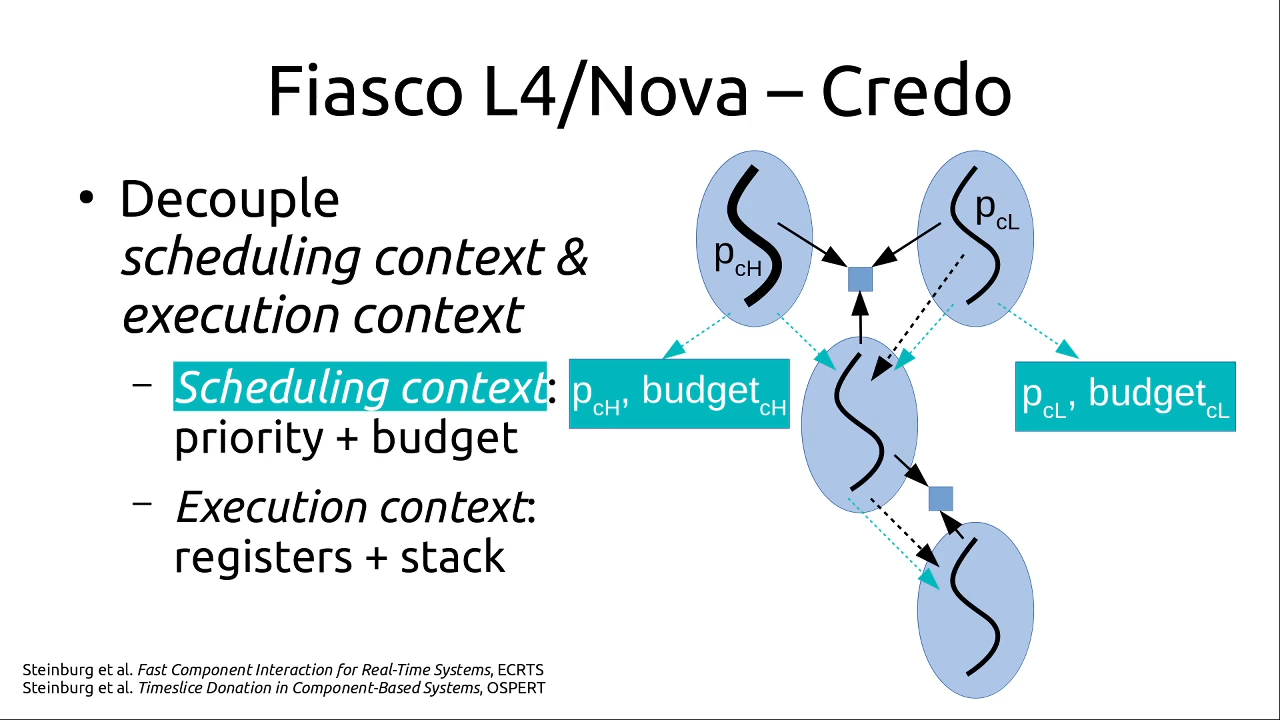 Fiasco L4/Nova – Credo
• Decouple
scheduling context &
execution context
– Scheduling context:
priority + budget
– Execution context:
registers + stack
pcH
pcL
pcH, budgetcH
pcL, budgetcL
Steinburg et al. Fast Component Interaction for Real-Time Systems, ECRTS
Steinburg et al. Timeslice Donation in Component-Based Systems, OSPERT